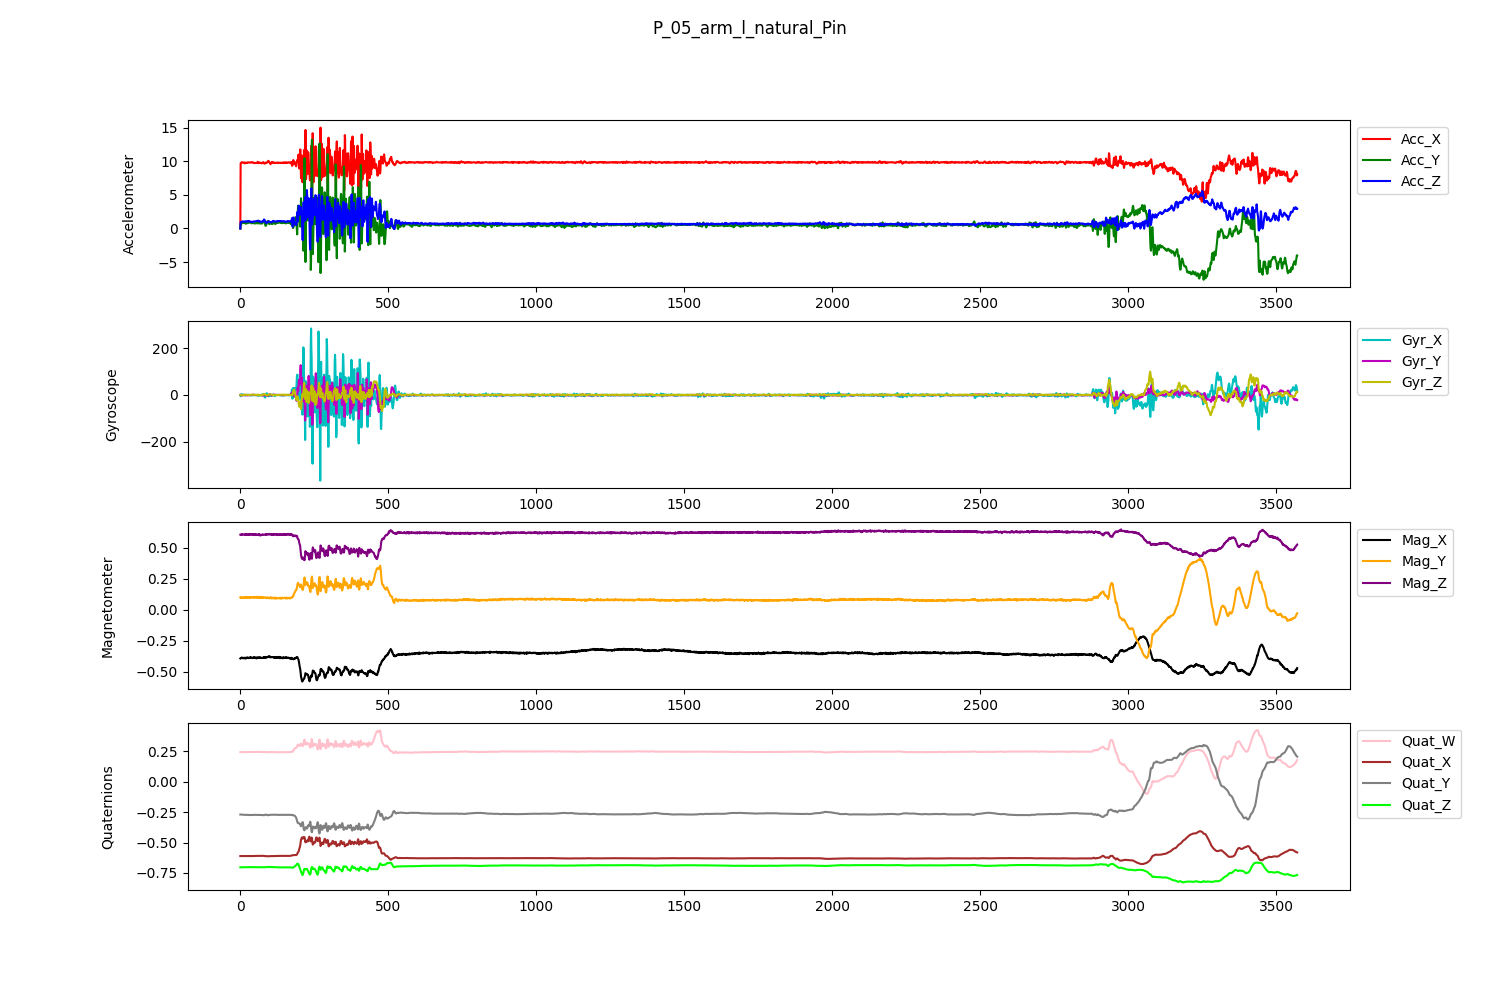 P_05_arm_l_natural_Pin
Accelerometer
15
10
5
0
−5
0 500 1000 1500 2000 2500 3000 3500
Acc_X
Acc_Y
Acc_Z
Gyroscope
200
0
−200
0 500 1000 1500 2000 2500 3000 3500
Gyr_X
Gyr_Y
Gyr_Z
Magnetometer
0.50
0.25
0.00
−0.25
−0.50
0 500 1000 1500 2000 2500 3000 3500
Mag_X
Mag_Y
Mag_Z
Quaternions
0.25
0.00
−0.25
−0.50
−0.75
0 500 1000 1500 2000 2500 3000 3500
Quat_W
Quat_X
Quat_Y
Quat_Z